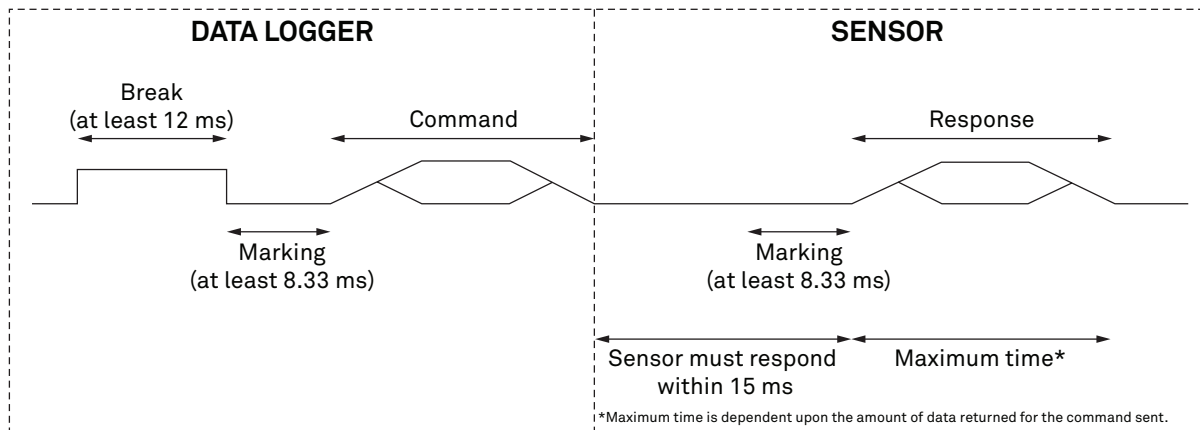 DATA LOGGER
SENSOR
Break
(at least 12 ms)
Command
Response
Marking
(at least 8.33 ms)
Marking
(at least 8.33 ms)
Sensor must respond
within 15 ms
Maximum time*
*Maximum time is dependent upon the amount of data returned for the command sent.